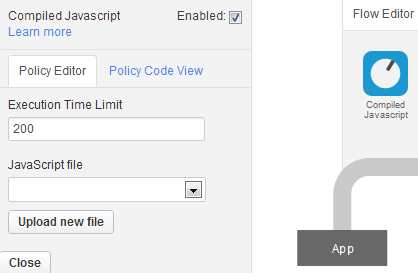 Compiled Javascript Enabled:
Learn more
Policy Editor Policy Code View
Execution Time Limit
200
JavaScript file
Upload new file
Close
Flow Editor
Compiled
Javascript
App